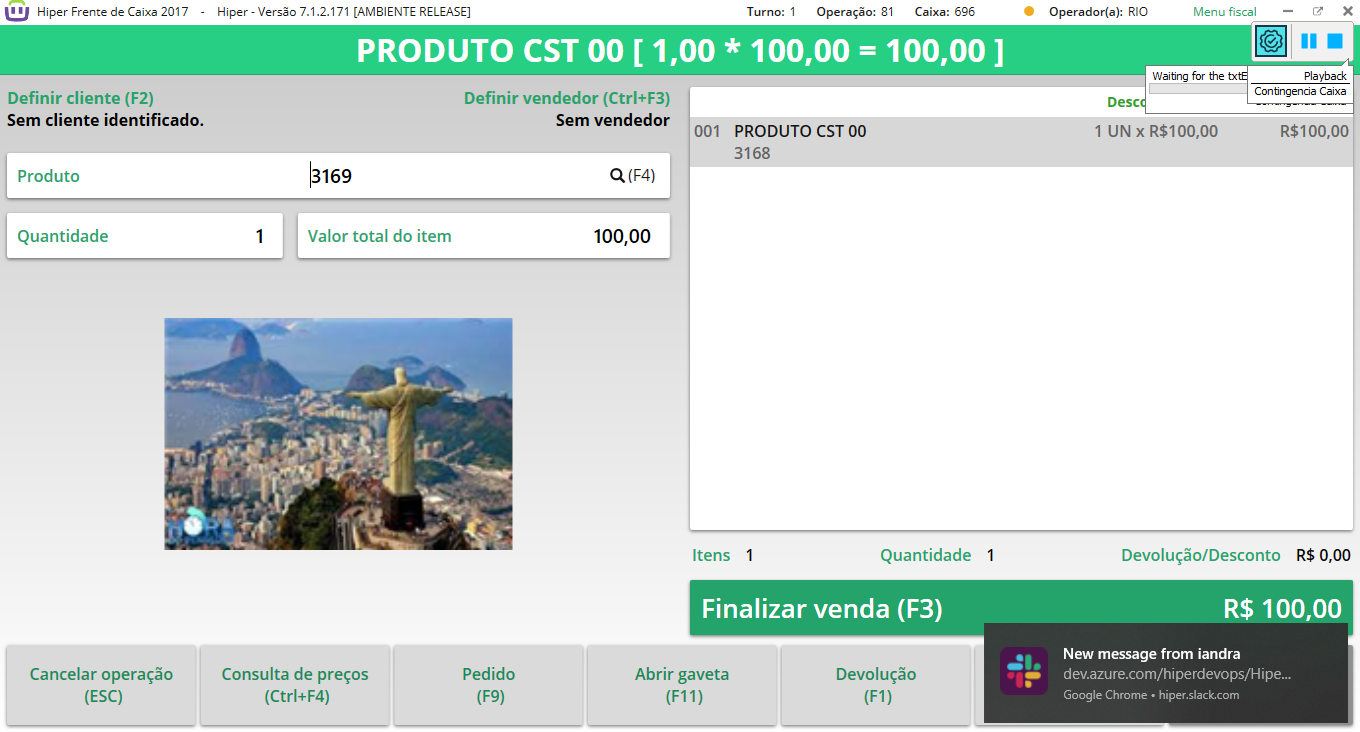 Hiper Frente de Caixa 2017 - Hiper - Versão 7.1.2.171 [AMBIENTE RELEASE] Turno: 1 Operação: 81 Caixa: 696 Operador(a): RIO Menu fiscal
PRODUTO CST 00 [ 1,00 * 100,00 = 100,00 ]
Waiting for the txtE
Playback
Contingencia Caixa
Definir cliente (F2) Definir vendedor (Ctrl+F3)
Sem cliente identificado. Sem vendedor
Produto 3169 (F4)
Quantidade 1 Valor total do item 100,00
HORA
Desco
001 PRODUTO CST 00 1 UN x R$100,00 R$100,00
3168
Itens 1 Quantidade 1 Devolução/Desconto R$ 0,00
Finalizar venda (F3) R$ 100,00
Cancelar operação
(ESC)
Consulta de preços
(Ctrl+F4)
Pedido
(F9)
Abrir gaveta
(F11)
Devolução
(F1)
New message from iandra
dev.azure.com/hiperdevops/Hipe...
Google Chrome • hiper.slack.com